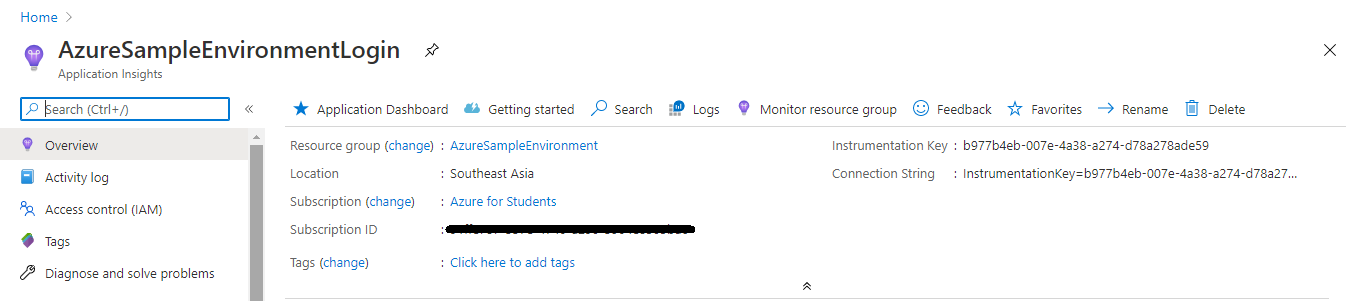 Home
AzureSampleEnvironmentLogin
Application Insights
Search (Ctrl+/)
Application Dashboard Getting started Search Logs Monitor resource group Feedback Favorites Rename Delete
Overview
Activity log
Access control (IAM)
Tags
Diagnose and solve problems
Resource group (change) : AzureSampleEnvironment
Location : Southeast Asia
Subscription (change) : Azure for Students
Subscription ID :
Tags (change) : Click here to add tags
Instrumentation Key : b977b4eb-007e-4a38-a274-d78a278ade59
Connection String : InstrumentationKey=b977b4eb-007e-4a38-a274-d78a27...